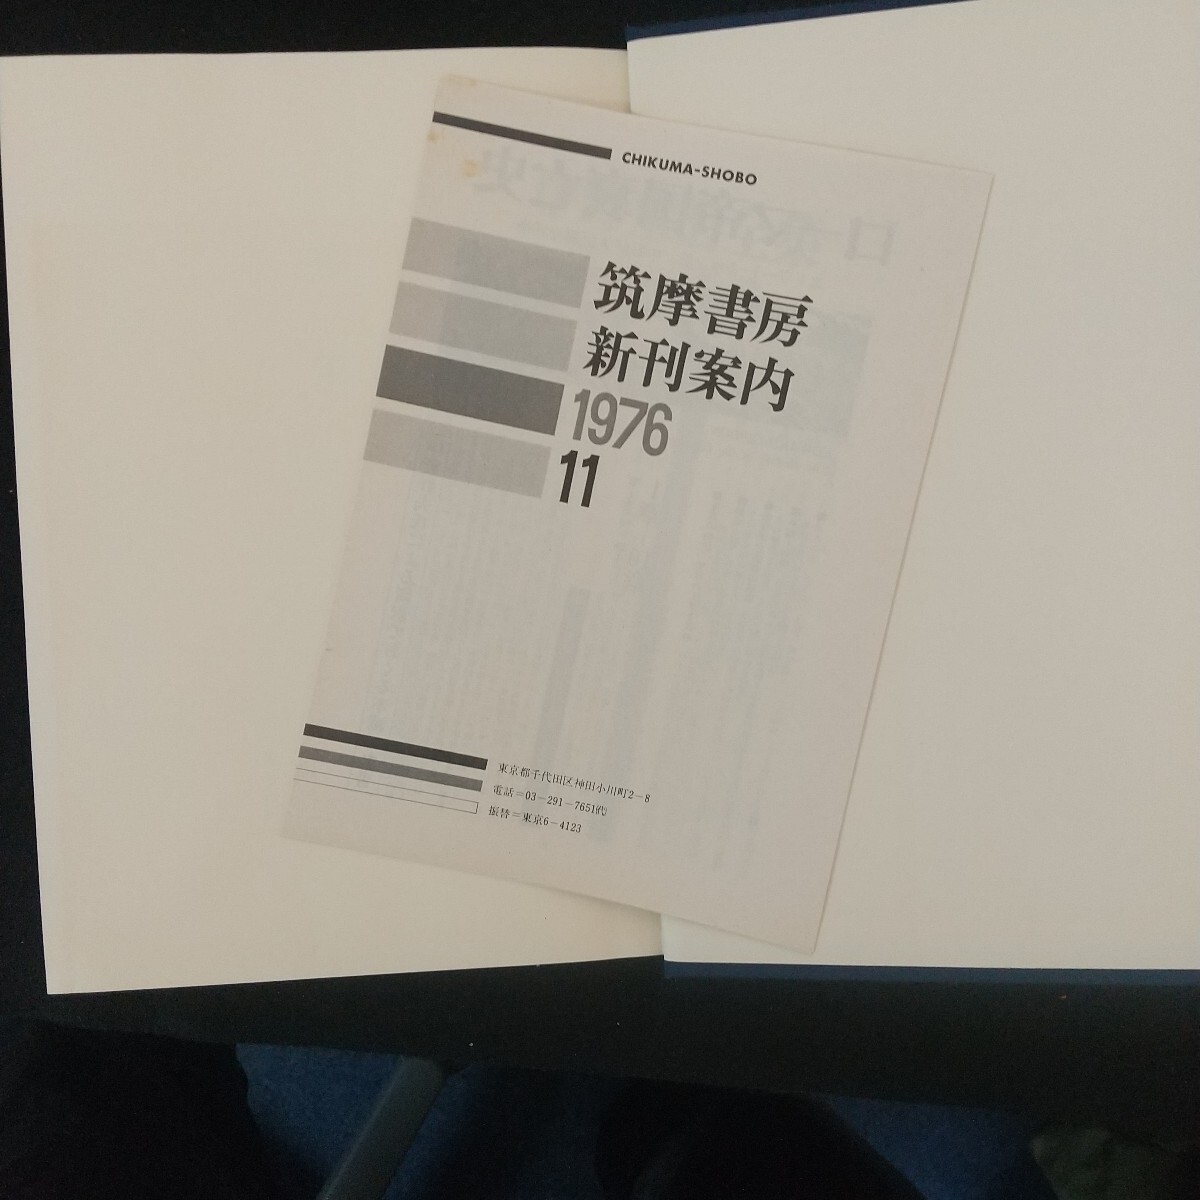 CHIKUMA-SHOBO
筑摩書房
新刊案内
1976
11
東京都千代田区神田小川町2-8
電話=03-291-7651代)
振替=東京6-4123